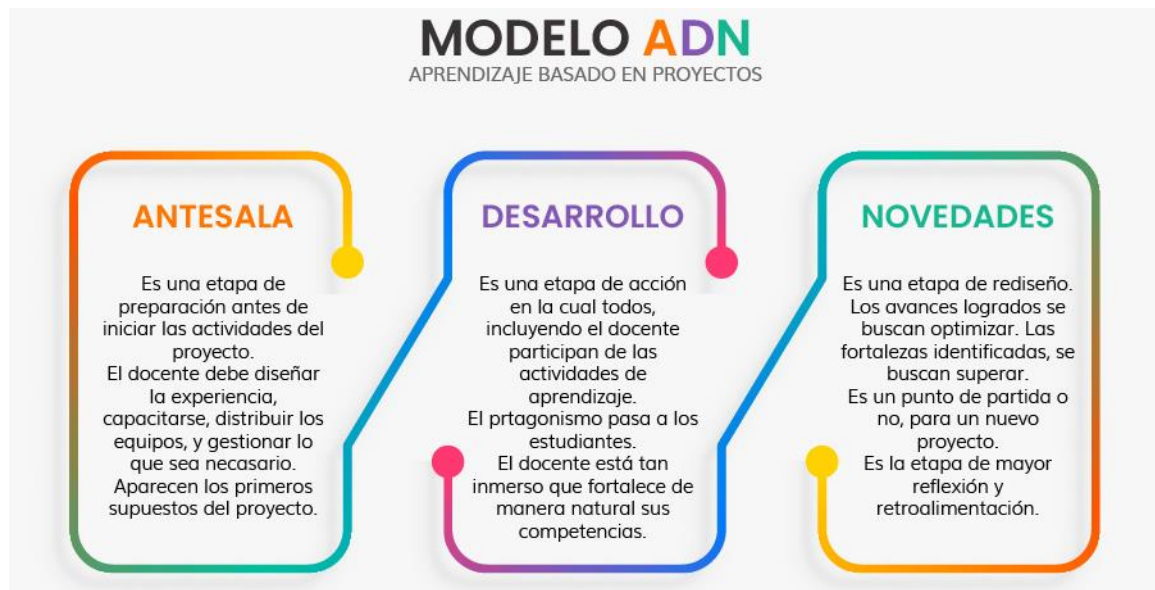 MODELO ADN
APRENDIZAJE BASADO EN PROYECTOS
ANTESALA
Es una etapa de
preparación antes de
iniciar las actividades del
proyecto.
El docente debe diseñar
la experiencia,
capacitarse, distribuir los
equipos, y gestionar lo
que sea necasario.
Aparecen los primeros
supuestos del proyecto.
DESARROLLO
Es una etapa de acción
en la cual todos,
incluyendo el docente
participan de las
actividades de
aprendizaje.
El prtagonismo pasa a los
estudiantes.
El docente está tan
inmerso que fortalece de
manera natural sus
competencias.
NOVEDADES
Es una etapa de rediseño.
Los avances logrados se
buscan optimizar. Las
fortalezas identificadas, se
buscan superar.
Es un punto de partida o
no, para un nuevo
proyecto.
Es la etapa de mayor
reflexión y
retroalimentación.